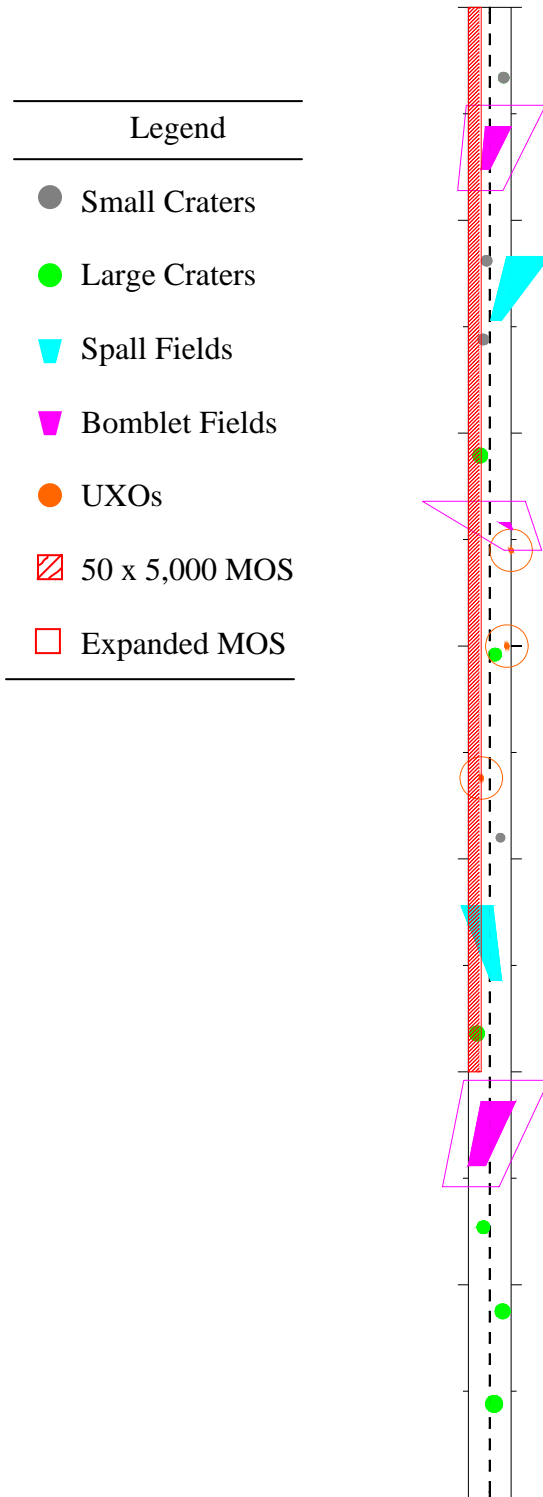 Legend
Small Craters
Large Craters
Spall Fields
Bomblet Fields
UXOs
50 x 5,000 MOS
Expanded MOS